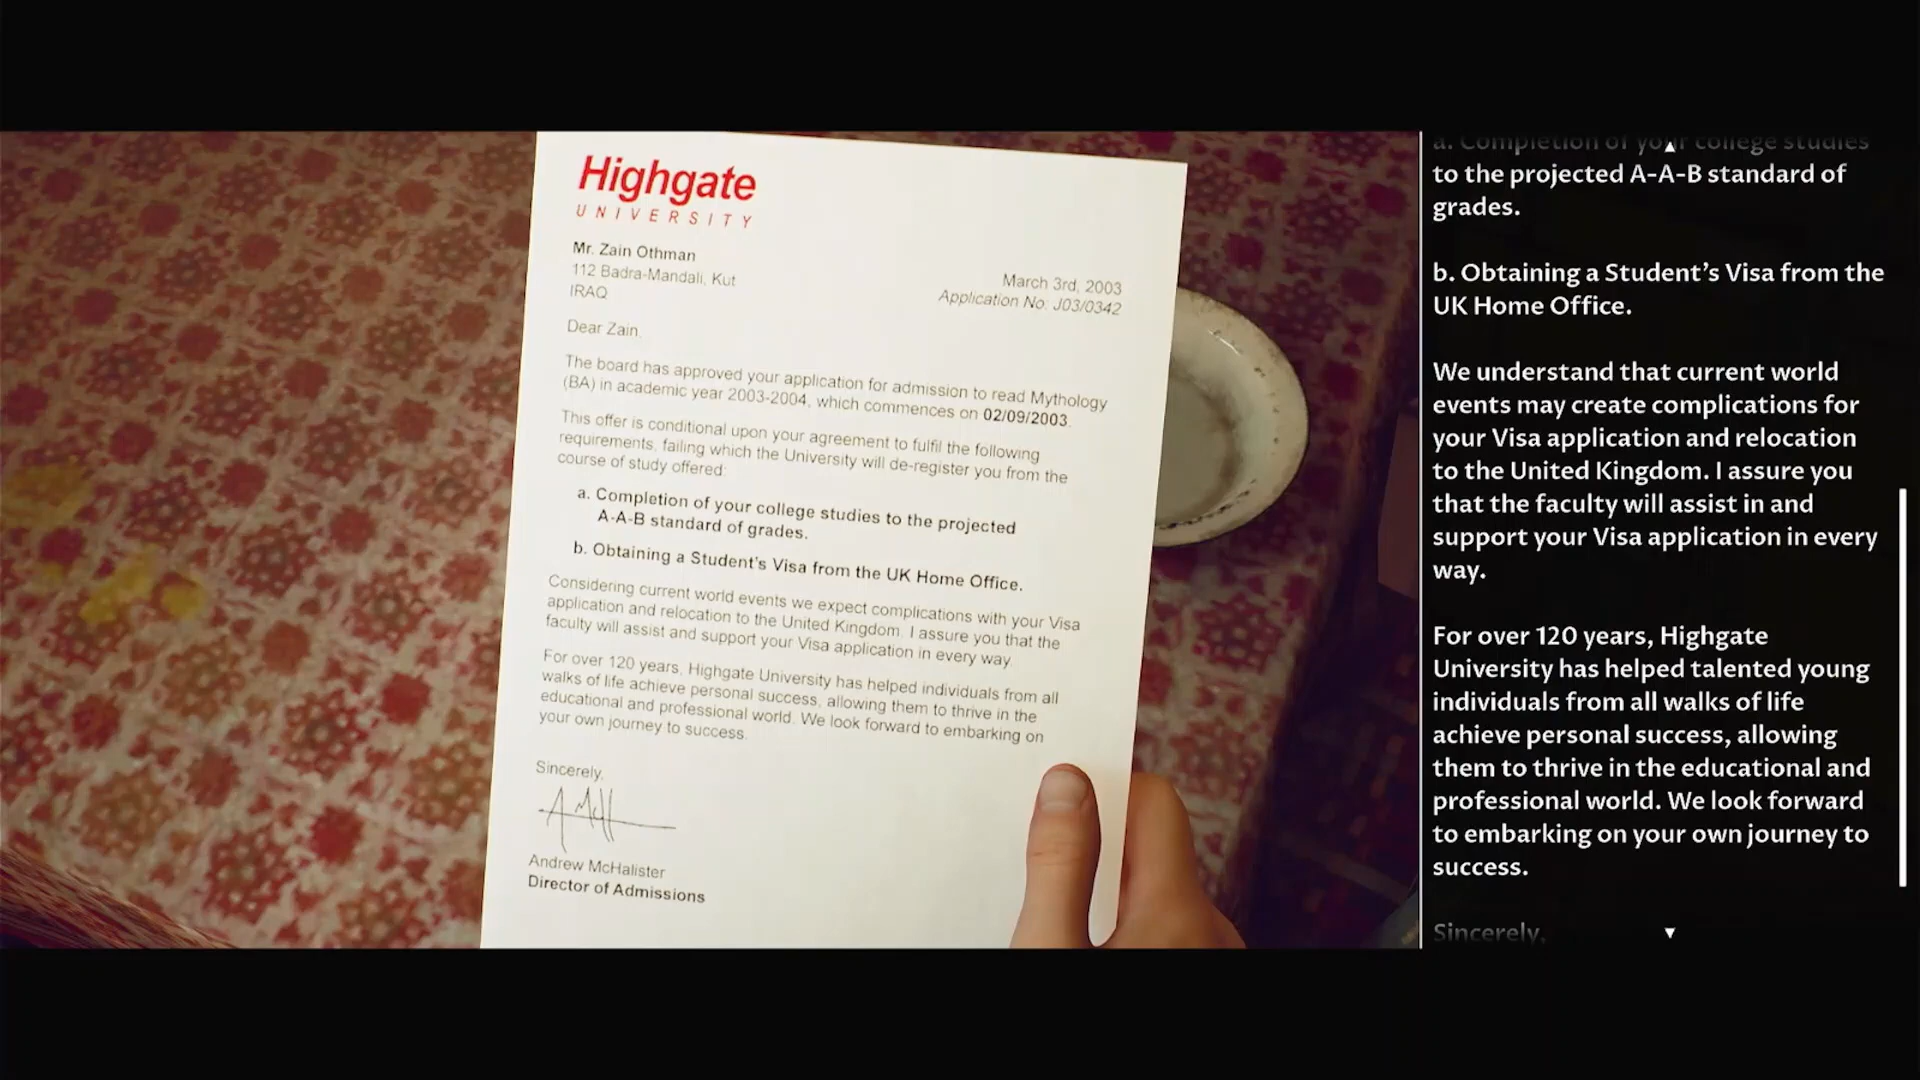 Highgate
UNIVERSITY
Mr. Zain Othman
112 Badra-Mandali, Kut
IRAQ
March 3rd, 2003
Application No. J03/0342
Dear Zain,
The board has approved your application for admission to read Mythology
(BA) in academic year 2003-2004, which commences on 02/09/2003.
This offer is conditional upon your agreement to fulfil the following
requirements, failing which the University will de-register you from the
course of study offered:
a. Completion of your college studies to the projected
A-A-B standard of grades.
b. Obtaining a Student's Visa from the UK Home Office.
Considering current world events we expect complications with your Visa
application and relocation to the United Kingdom. I assure you that the
faculty will assist and support your Visa application in every way.
For over 120 years, Highgate University has helped individuals from all
walks of life achieve personal success, allowing them to thrive in the
educational and professional world. We look forward to embarking on
your own journey to success.
Sincerely,
Andrew McHalister
Director of Admissions
a. Completion of your college studies
to the projected A-A-B standard of
grades.
b. Obtaining a Student's Visa from the
UK Home Office.
We understand that current world
events may create complications for
your Visa application and relocation
to the United Kingdom. I assure you
that the faculty will assist in and
support your Visa application in every
way.
For over 120 years, Highgate
University has helped talented young
individuals from all walks of life
achieve personal success, allowing
them to thrive in the educational and
professional world. We look forward
to embarking on your own journey to
success.
Sincerely,